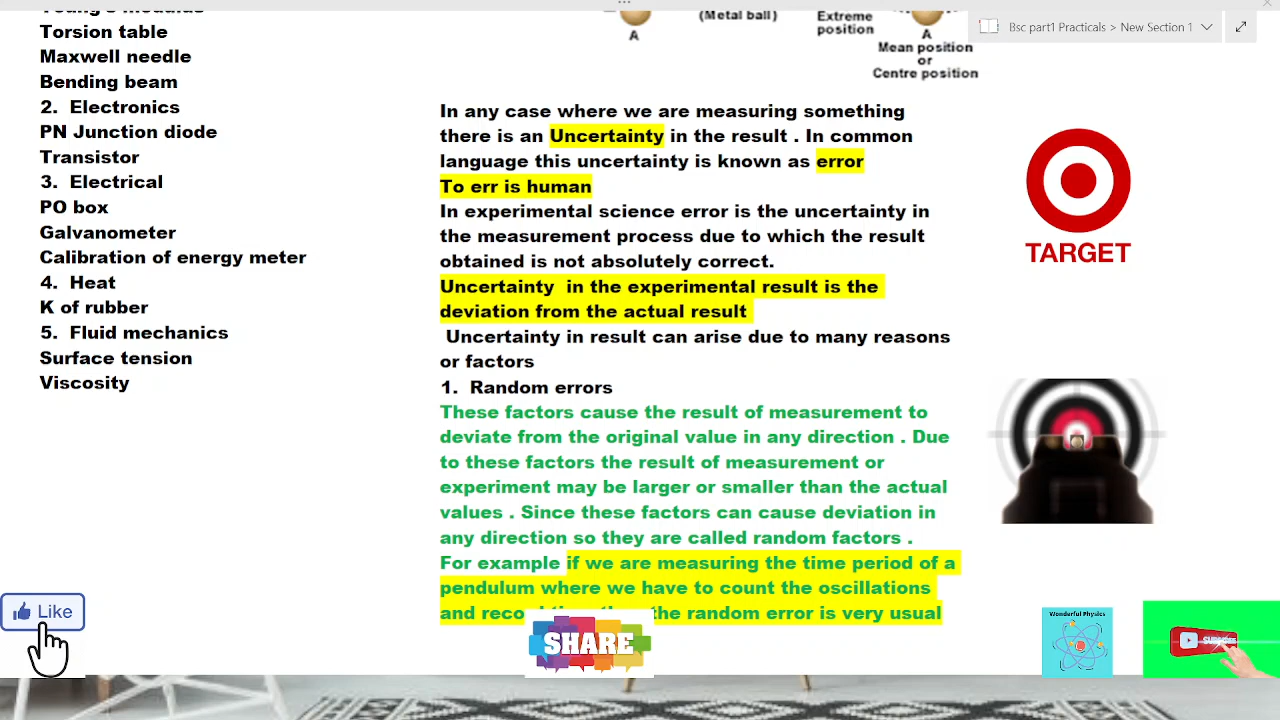 Young's modulus
Torsion table
Maxwell needle
Bending beam
2. Electronics
PN Junction diode
Transistor
3. Electrical
PO box
Galvanometer
Calibration of energy meter
4. Heat
K of rubber
5. Fluid mechanics
Surface tension
Viscosity
A
(Metal ball)
Extreme
position
A
Mean position
or
Centre position
Bsc part1 Practicals > New Section 1
In any case where we are measuring something
there is an Uncertainty in the result . In common
language this uncertainty is known as error
To err is human
In experimental science error is the uncertainty in
the measurement process due to which the result
obtained is not absolutely correct.
Uncertainty in the experimental result is the
deviation from the actual result
Uncertainty in result can arise due to many reasons
or factors
1. Random errors
These factors cause the result of measurement to
deviate from the original value in any direction . Due
to these factors the result of measurement or
experiment may be larger or smaller than the actual
values . Since these factors can cause deviation in
any direction so they are called random factors .
For example if we are measuring the time period of a
pendulum where we have to count the oscillations
and the random error is very usual
TARGET
Like
SHARE
Wonderful Physics
SUBSCRIBE